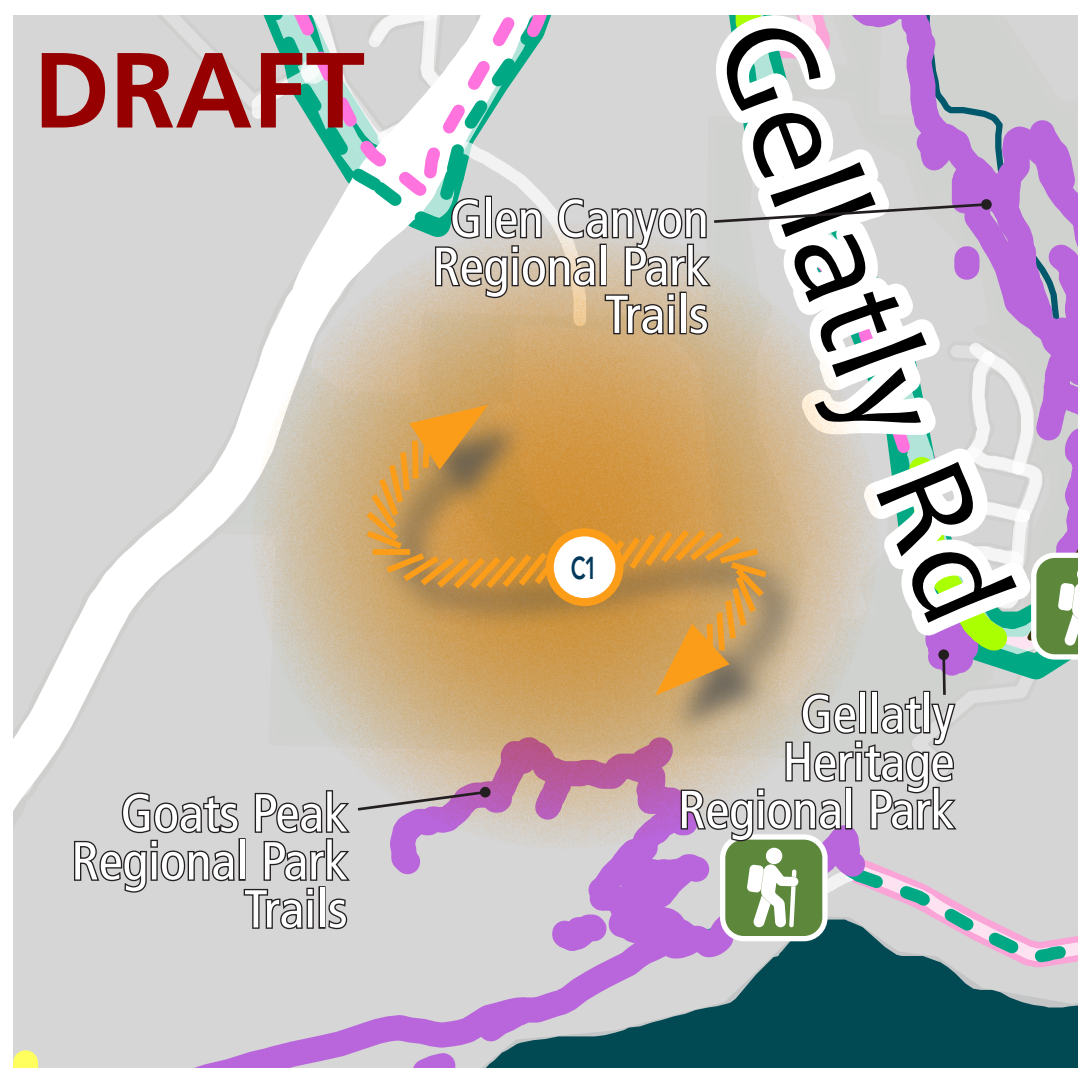 DRAFT
Gellatly Rd
Glen Canyon
Regional Park
Trails
C1
Gellatly
Heritage
Regional Park
Goats Peak
Regional Park
Trails